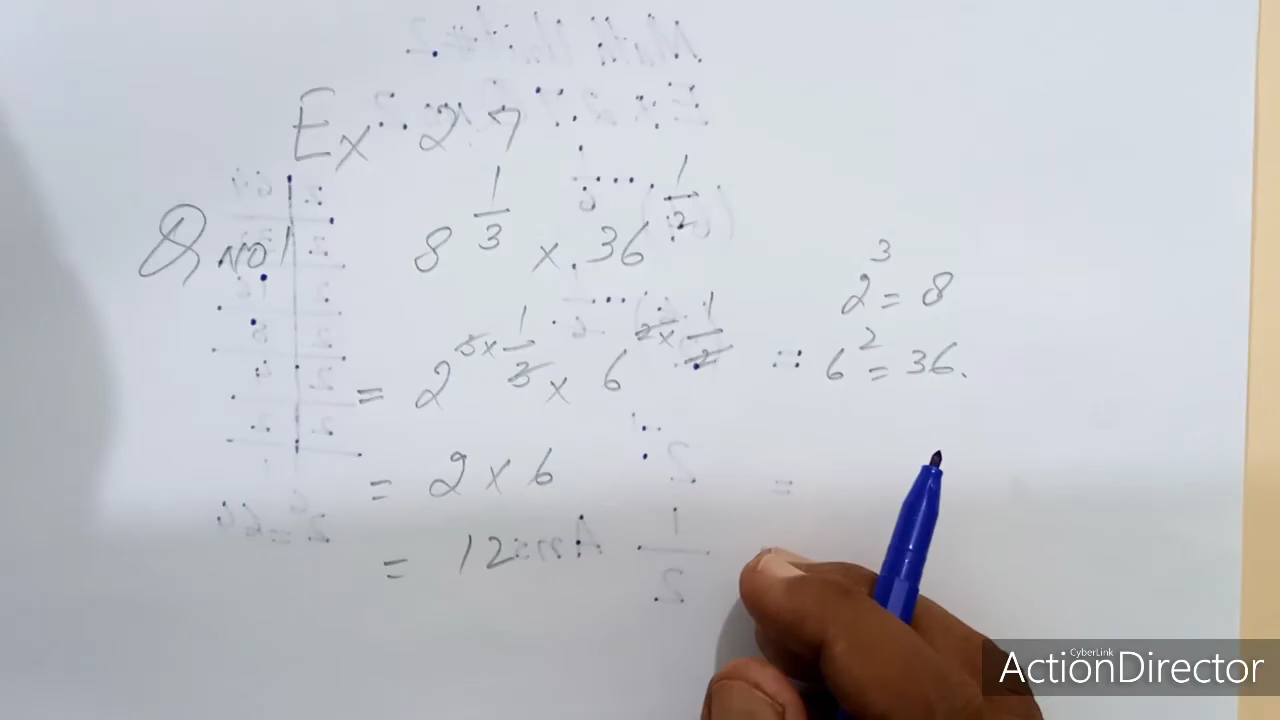 Ex 2.7
Q no 1 8^{1/3} × 36^{1/2}
2^3 = 8
= 2^{3×1/3} × 6^{2×1/2} ∵ 6^2 = 36.
= 2 × 6 =
= 12
CyberLink
ActionDirector